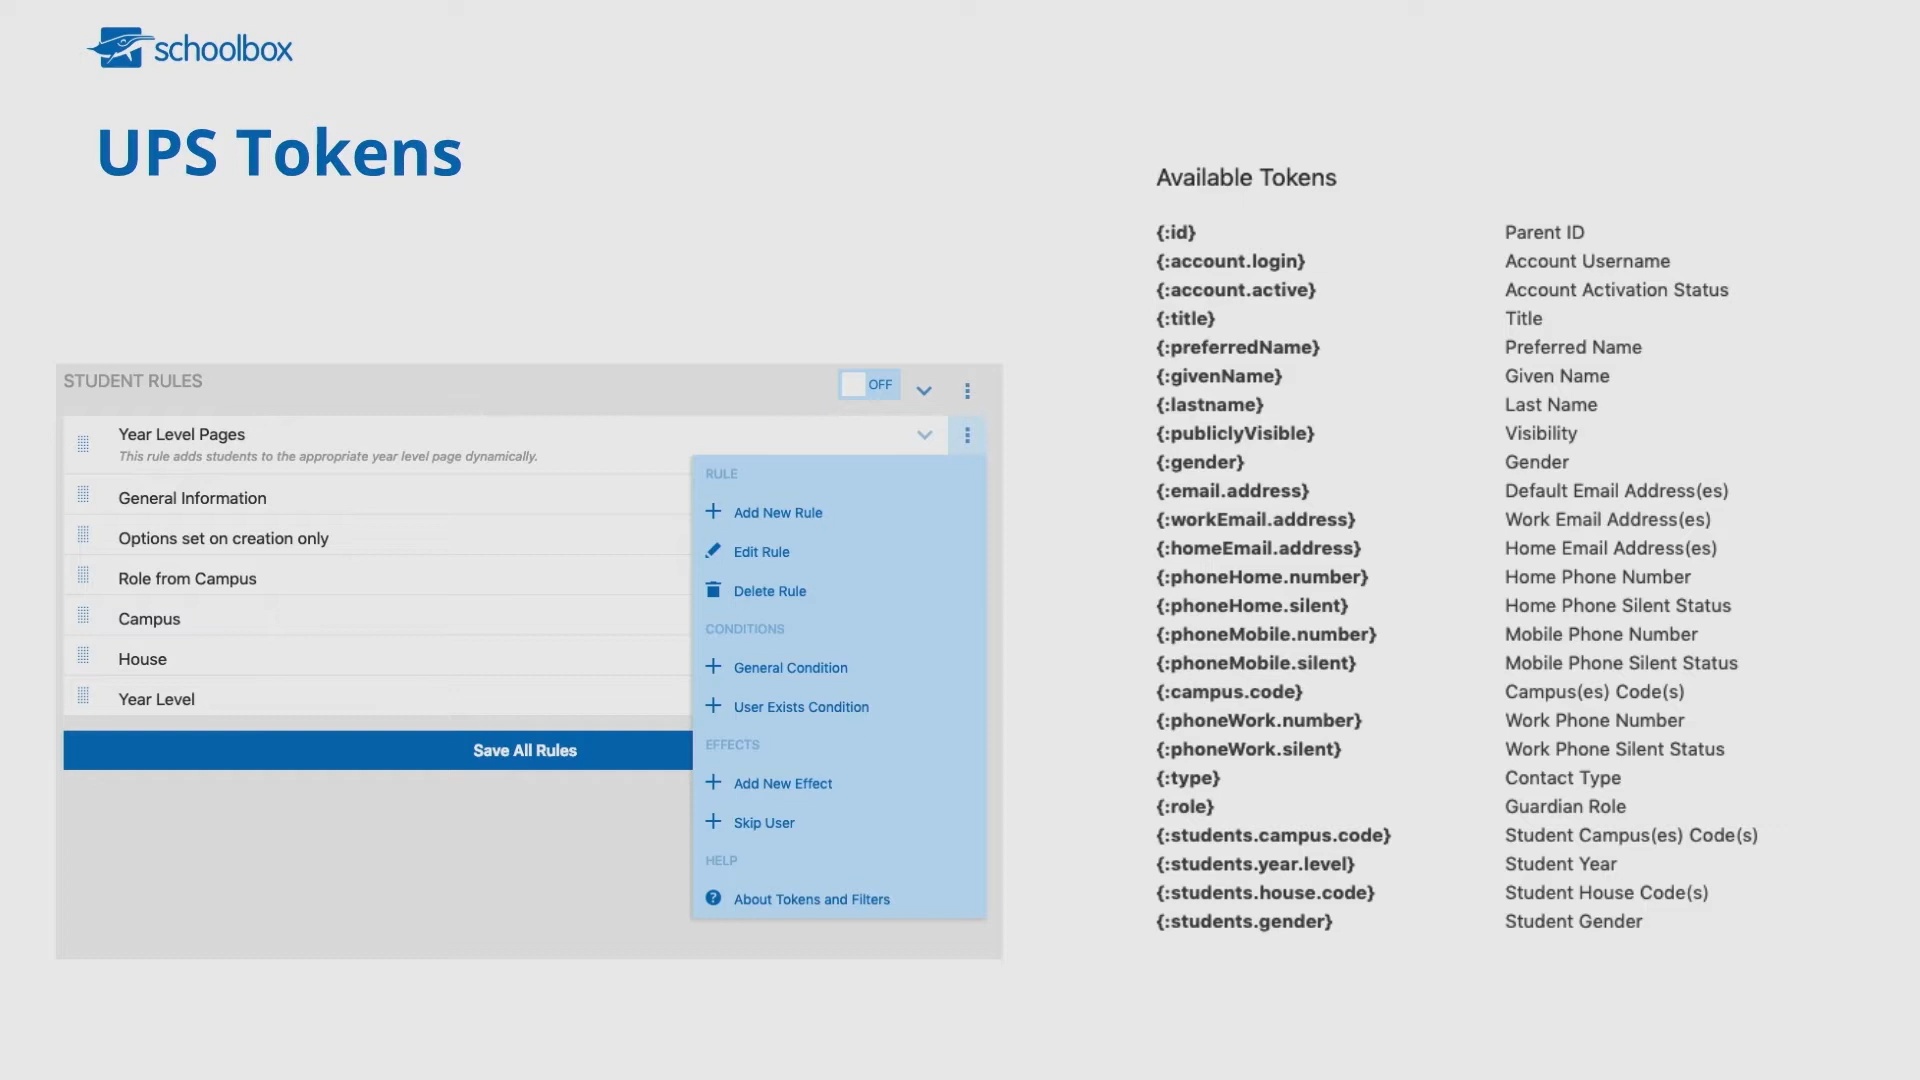 schoolbox
UPS Tokens
STUDENT RULES
OFF
Year Level Pages
This rule adds students to the appropriate year level page dynamically.
General Information
Options set on creation only
Role from Campus
Campus
House
Year Level
Save All Rules
RULE
Add New Rule
Edit Rule
Delete Rule
CONDITIONS
General Condition
User Exists Condition
EFFECTS
Add New Effect
Skip User
HELP
About Tokens and Filters
Available Tokens
{:id} Parent ID
{:account.login} Account Username
{:account.active} Account Activation Status
{:title} Title
{:preferredName} Preferred Name
{:givenName} Given Name
{:lastname} Last Name
{:publiclyVisible} Visibility
{:gender} Gender
{:email.address} Default Email Address(es)
{:workEmail.address} Work Email Address(es)
{:homeEmail.address} Home Email Address(es)
{:phoneHome.number} Home Phone Number
{:phoneHome.silent} Home Phone Silent Status
{:phoneMobile.number} Mobile Phone Number
{:phoneMobile.silent} Mobile Phone Silent Status
{:campus.code} Campus(es) Code(s)
{:phoneWork.number} Work Phone Number
{:phoneWork.silent} Work Phone Silent Status
{:type} Contact Type
{:role} Guardian Role
{:students.campus.code} Student Campus(es) Code(s)
{:students.year.level} Student Year
{:students.house.code} Student House Code(s)
{:students.gender} Student Gender